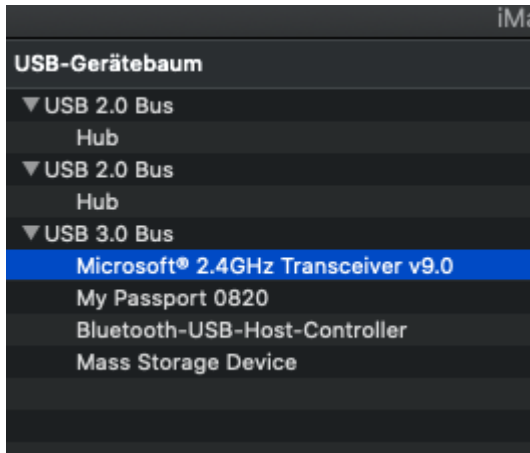 iMa
USB-Gerätebaum
USB 2.0 Bus
Hub
USB 2.0 Bus
Hub
USB 3.0 Bus
Microsoft® 2.4GHz Transceiver v9.0
My Passport 0820
Bluetooth-USB-Host-Controller
Mass Storage Device